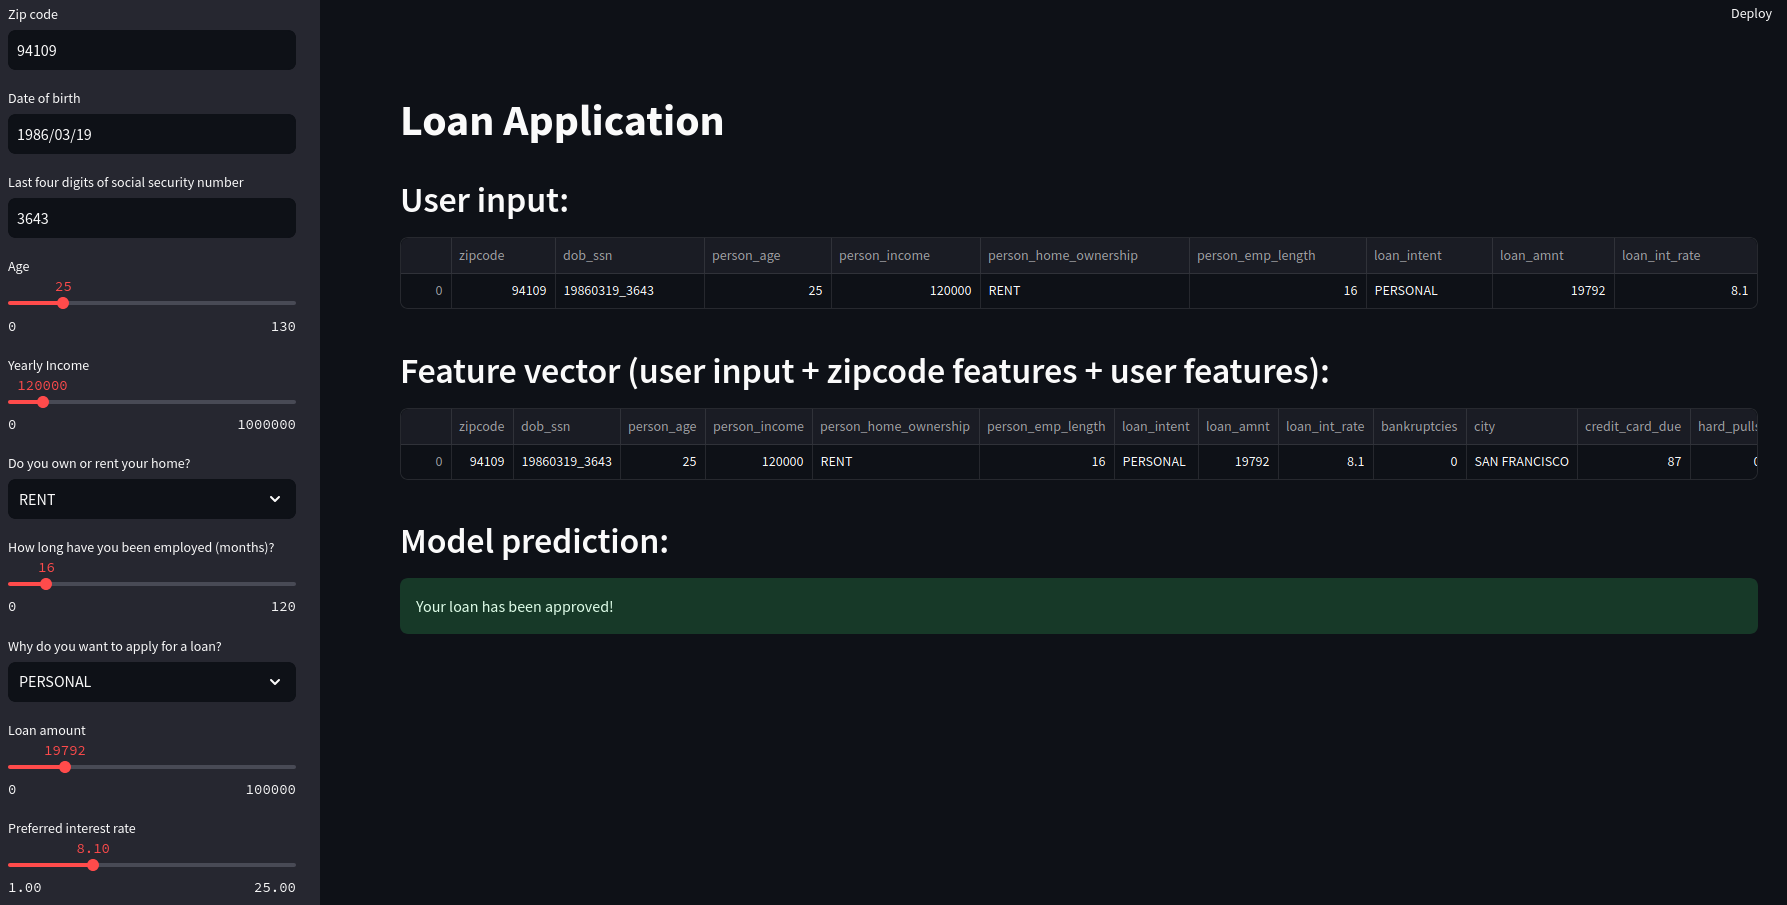 Zip code
94109
Date of birth
1986/03/19
Last four digits of social security number
3643
Age
25
0 130
Yearly Income
120000
0 1000000
Do you own or rent your home?
RENT
How long have you been employed (months)?
16
0 120
Why do you want to apply for a loan?
PERSONAL
Loan amount
19792
0 100000
Preferred interest rate
8.10
1.00 25.00
Deploy
Loan Application
User input:
zipcode dob_ssn person_age person_income person_home_ownership person_emp_length loan_intent loan_amnt loan_int_rate
0 94109 19860319_3643 25 120000 RENT 16 PERSONAL 19792 8.1
Feature vector (user input + zipcode features + user features):
zipcode dob_ssn person_age person_income person_home_ownership person_emp_length loan_intent loan_amnt loan_int_rate bankruptcies city credit_card_due hard_pulls
0 94109 19860319_3643 25 120000 RENT 16 PERSONAL 19792 8.1 0 SAN FRANCISCO 87
Model prediction:
Your loan has been approved!